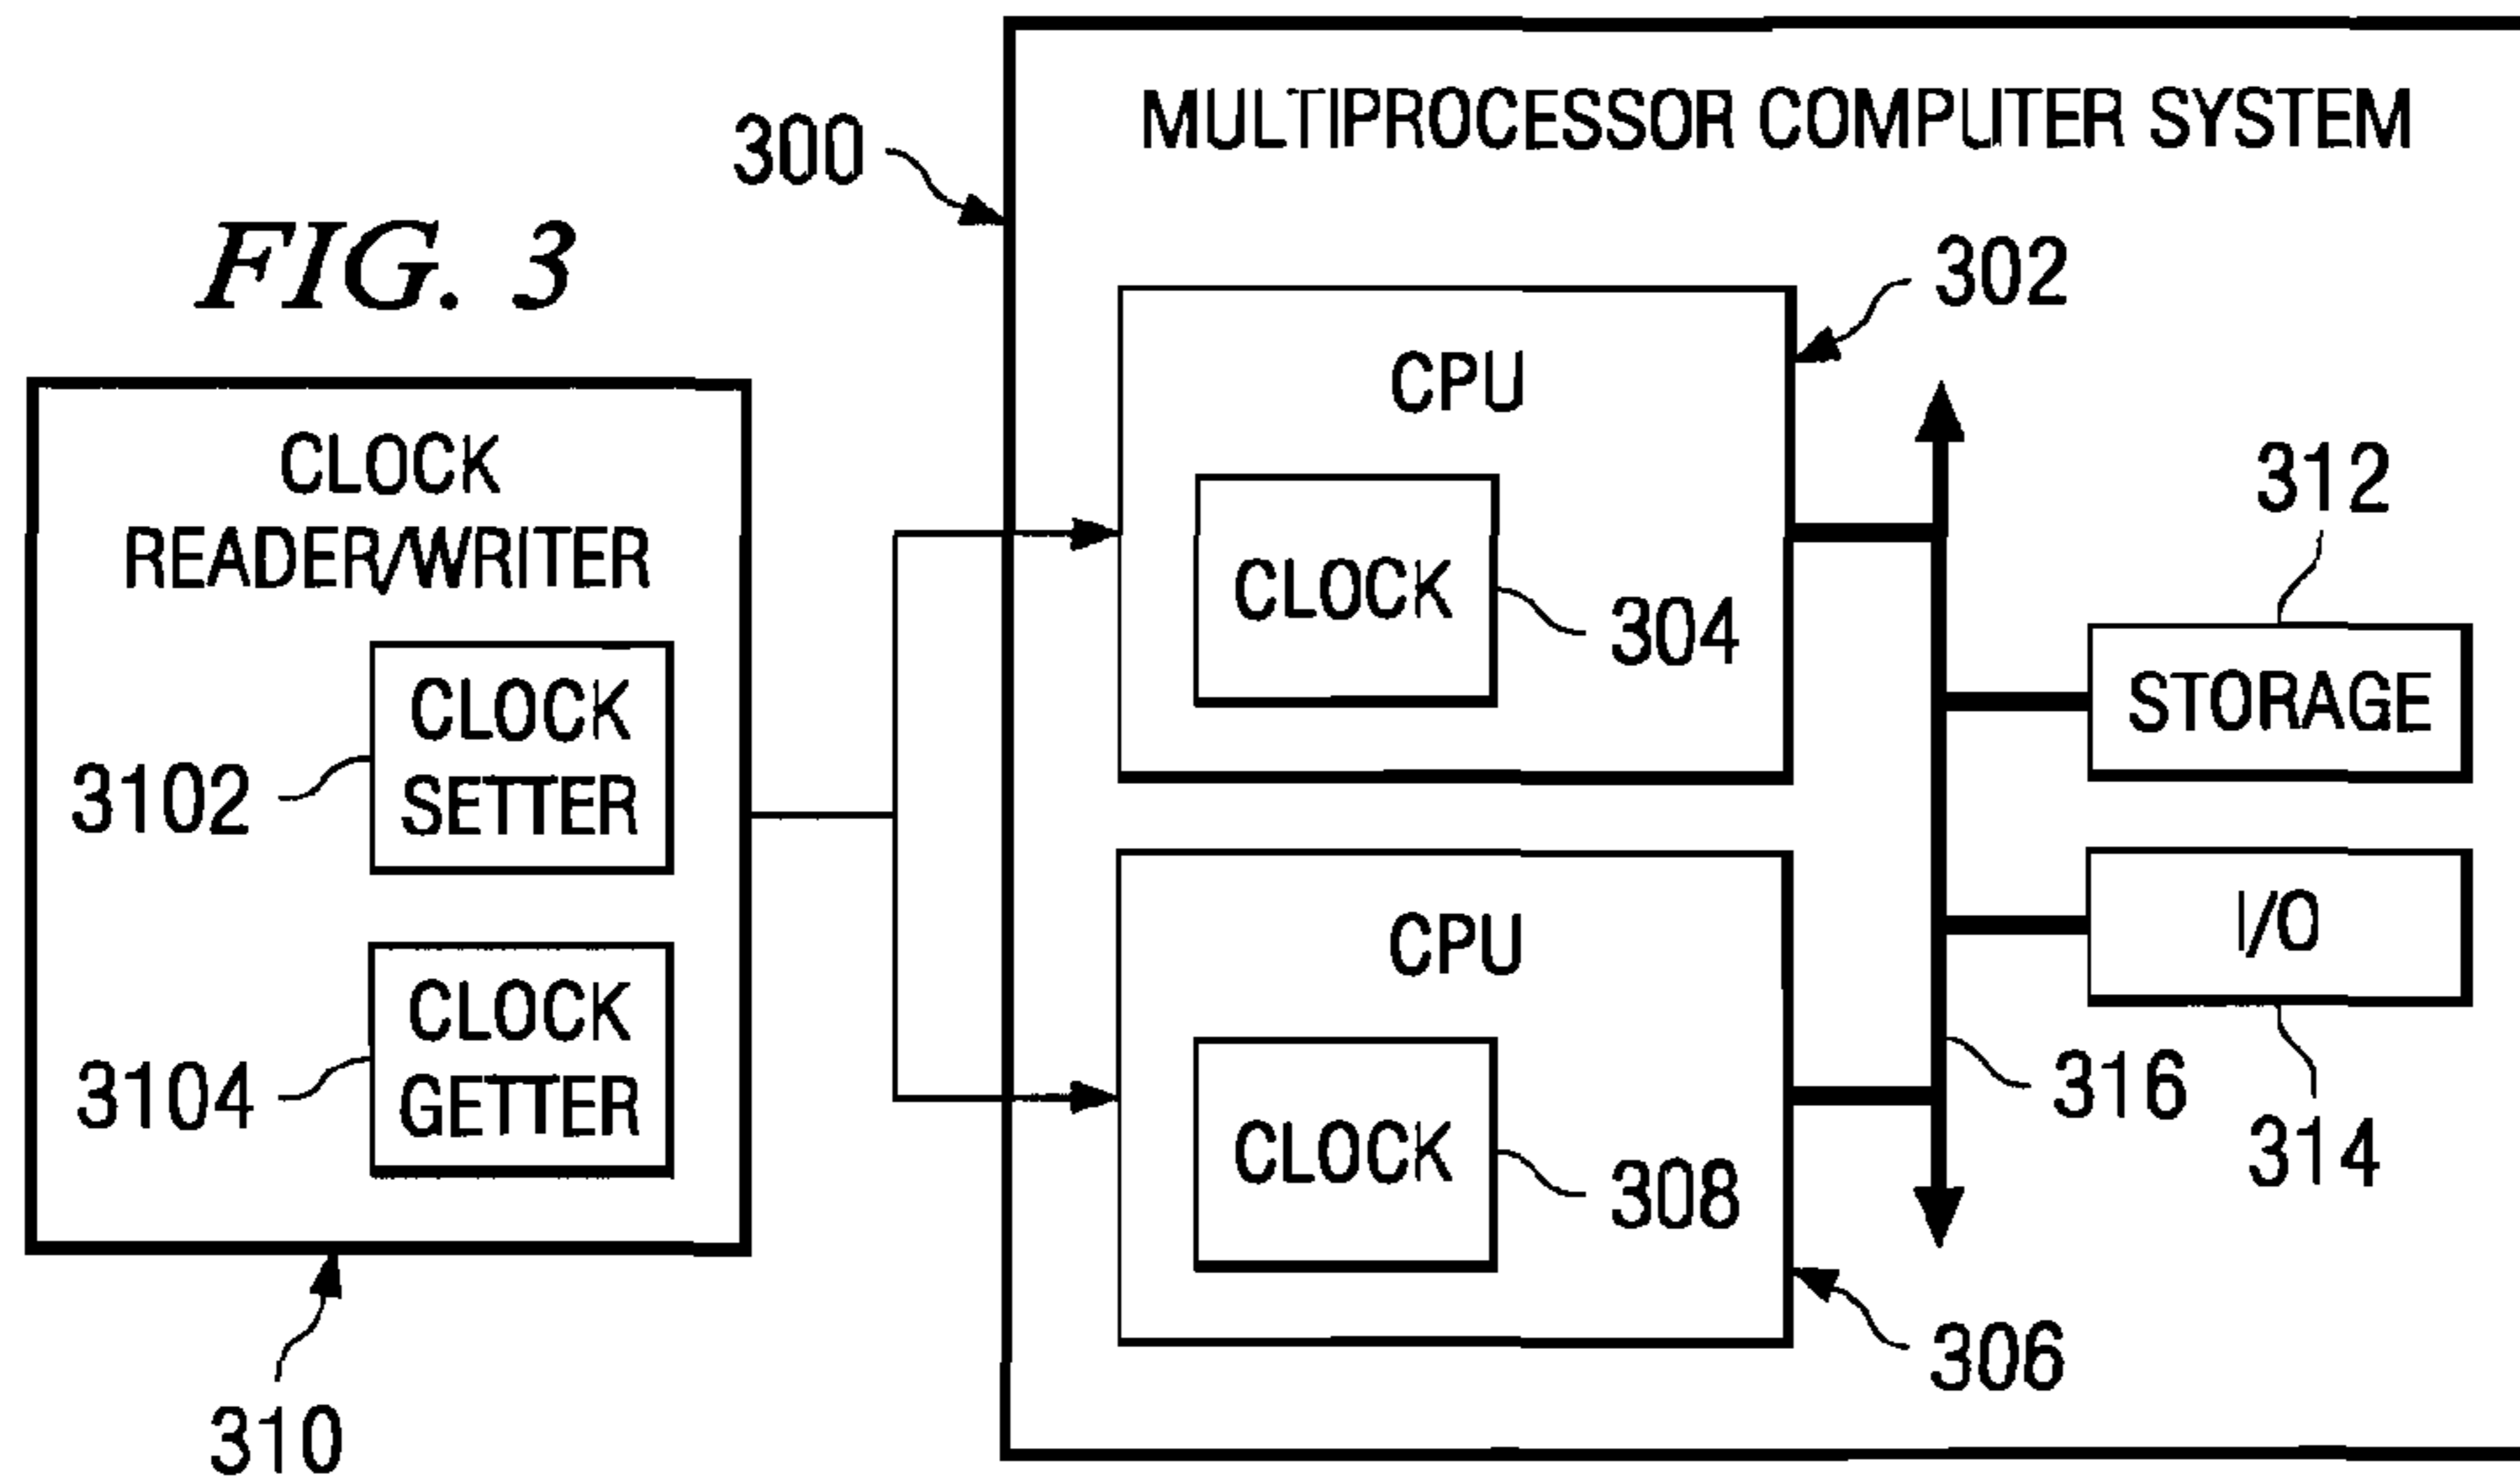 FIG. 3
300
MULTIPROCESSOR COMPUTER SYSTEM
CLOCK
READER/WRITER
CLOCK
SETTER
3102
CLOCK
GETTER
3104
310
302
CPU
CLOCK
304
312
STORAGE
CPU
CLOCK
308
306
I/O
316
314